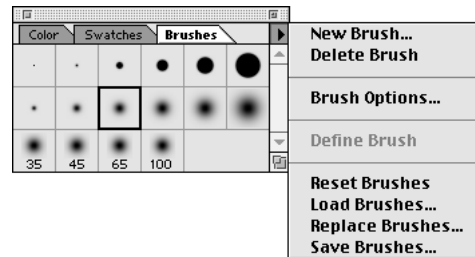 Color Swatches Brushes
35 45 65 100
New Brush...
Delete Brush
Brush Options...
Define Brush
Reset Brushes
Load Brushes...
Replace Brushes...
Save Brushes...